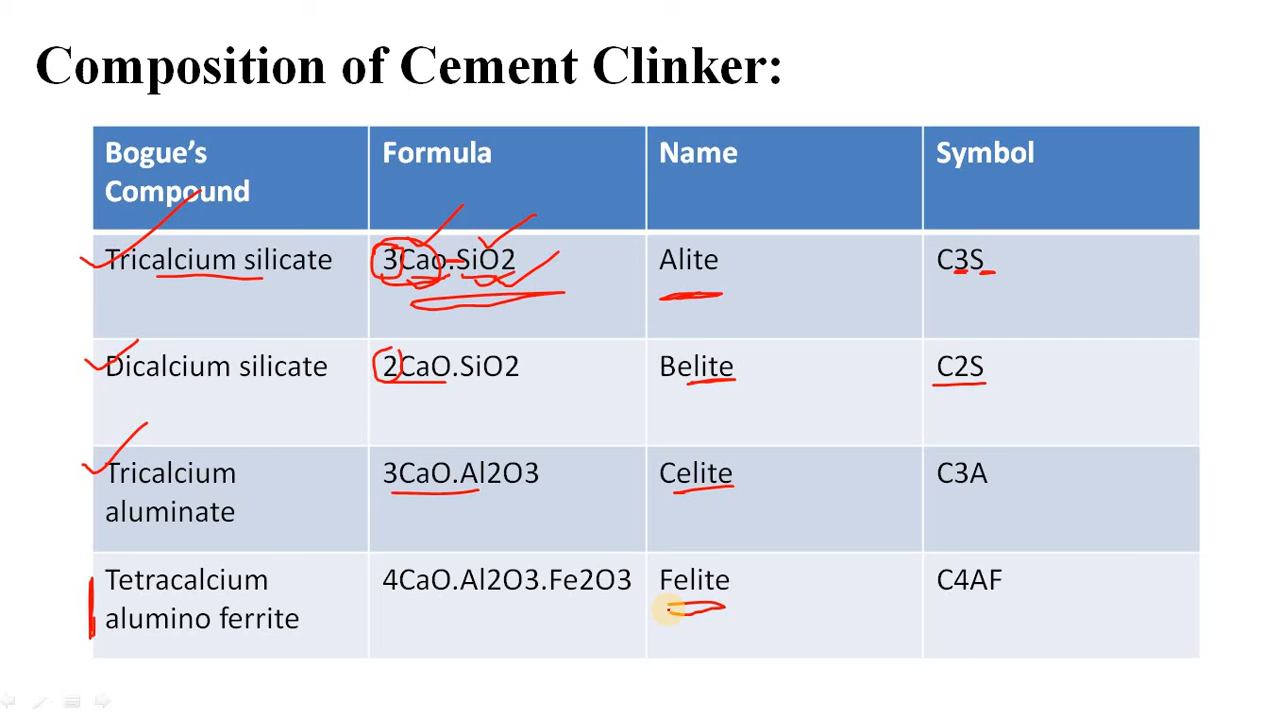 Composition of Cement Clinker:
Bogue's Compound
Formula
Name
Symbol
Tricalcium silicate
3Cao.SiO2
Alite
C3S
Dicalcium silicate
2CaO.SiO2
Belite
C2S
Tricalcium aluminate
3CaO.Al2O3
Celite
C3A
Tetracalcium alumino ferrite
4CaO.Al2O3.Fe2O3
Felite
C4AF